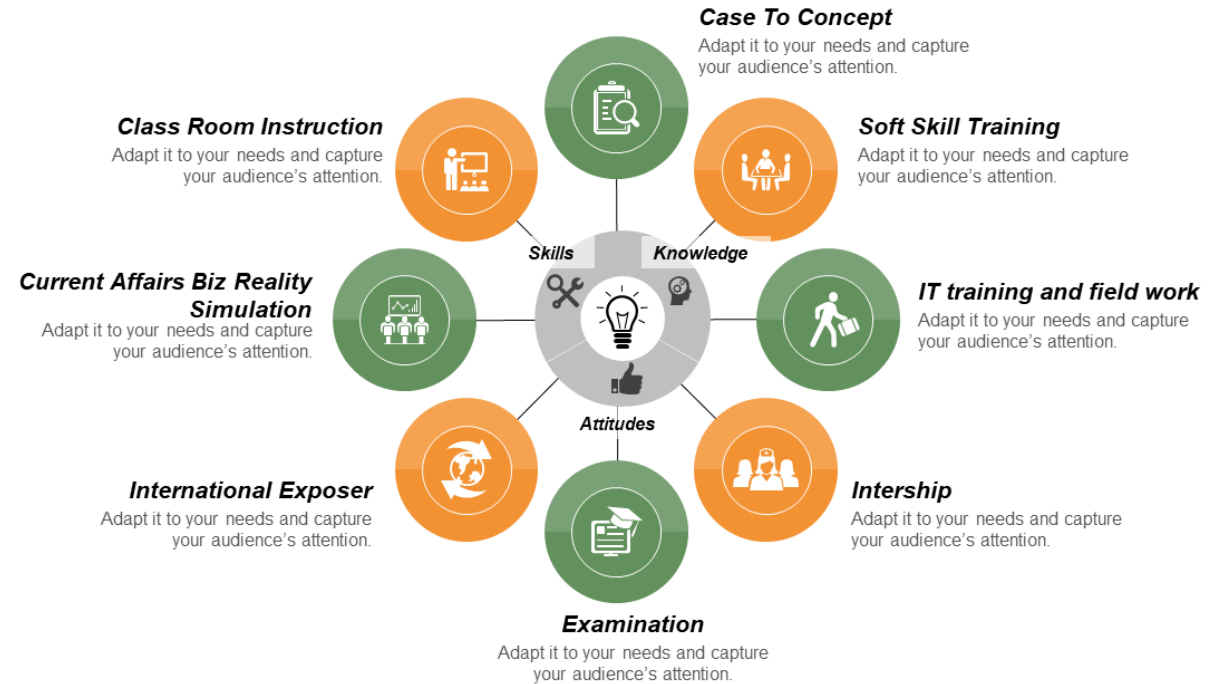 Case To Concept
Adapt it to your needs and capture
your audience's attention.
Class Room Instruction
Adapt it to your needs and capture
your audience's attention.
Soft Skill Training
Adapt it to your needs and capture
your audience's attention.
Skills
Knowledge
Current Affairs Biz Reality
Simulation
Adapt it to your needs and capture
your audience's attention.
IT training and field work
Adapt it to your needs and capture
your audience's attention.
Attitudes
International Exposer
Adapt it to your needs and capture
your audience's attention.
Intership
Adapt it to your needs and capture
your audience's attention.
Examination
Adapt it to your needs and capture
your audience's attention.